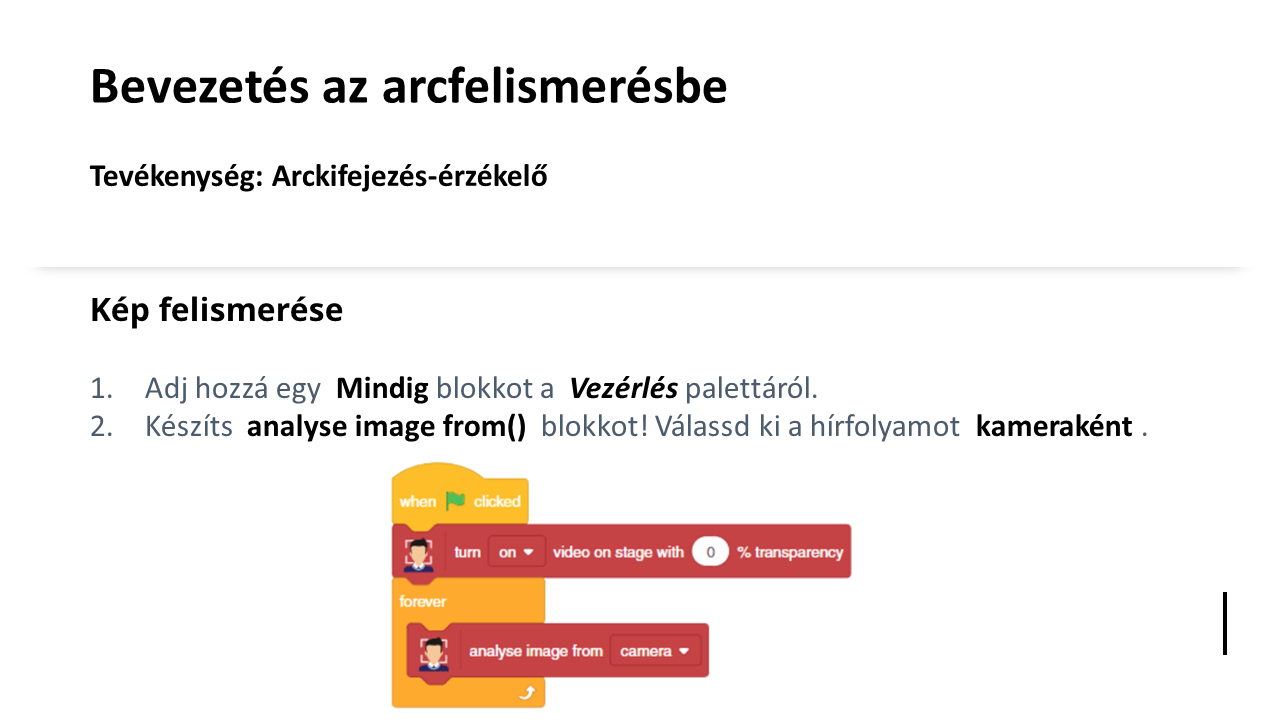 Bevezetés az arcfelismerésbe
Tevékenység: Arckifejezés-érzékelő
Kép felismerése
1. Adj hozzá egy Mindig blokkot a Vezérlés palettáról.
2. Készíts analyse image from() blokkot! Válassd ki a hírfolyamot kameraként .
when clicked
turn on video on stage with 0 % transparency
forever
analyse image from camera